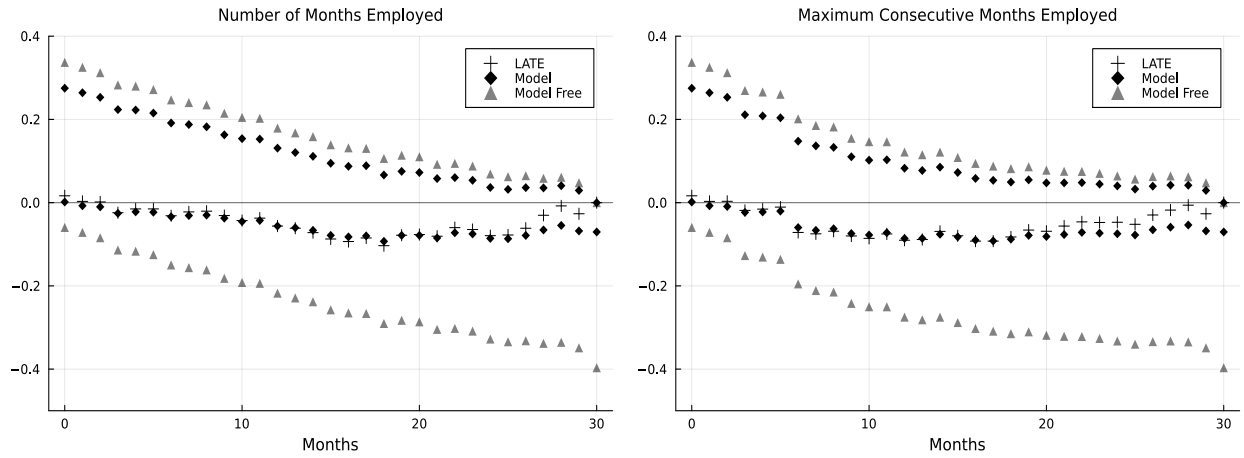 Number of Months Employed
0.4
0.2
0.0
−0.2
−0.4
LATE
Model
Model Free
0
10
20
30
Months
Maximum Consecutive Months Employed
0.4
0.2
0.0
−0.2
−0.4
LATE
Model
Model Free
0
10
20
30
Months